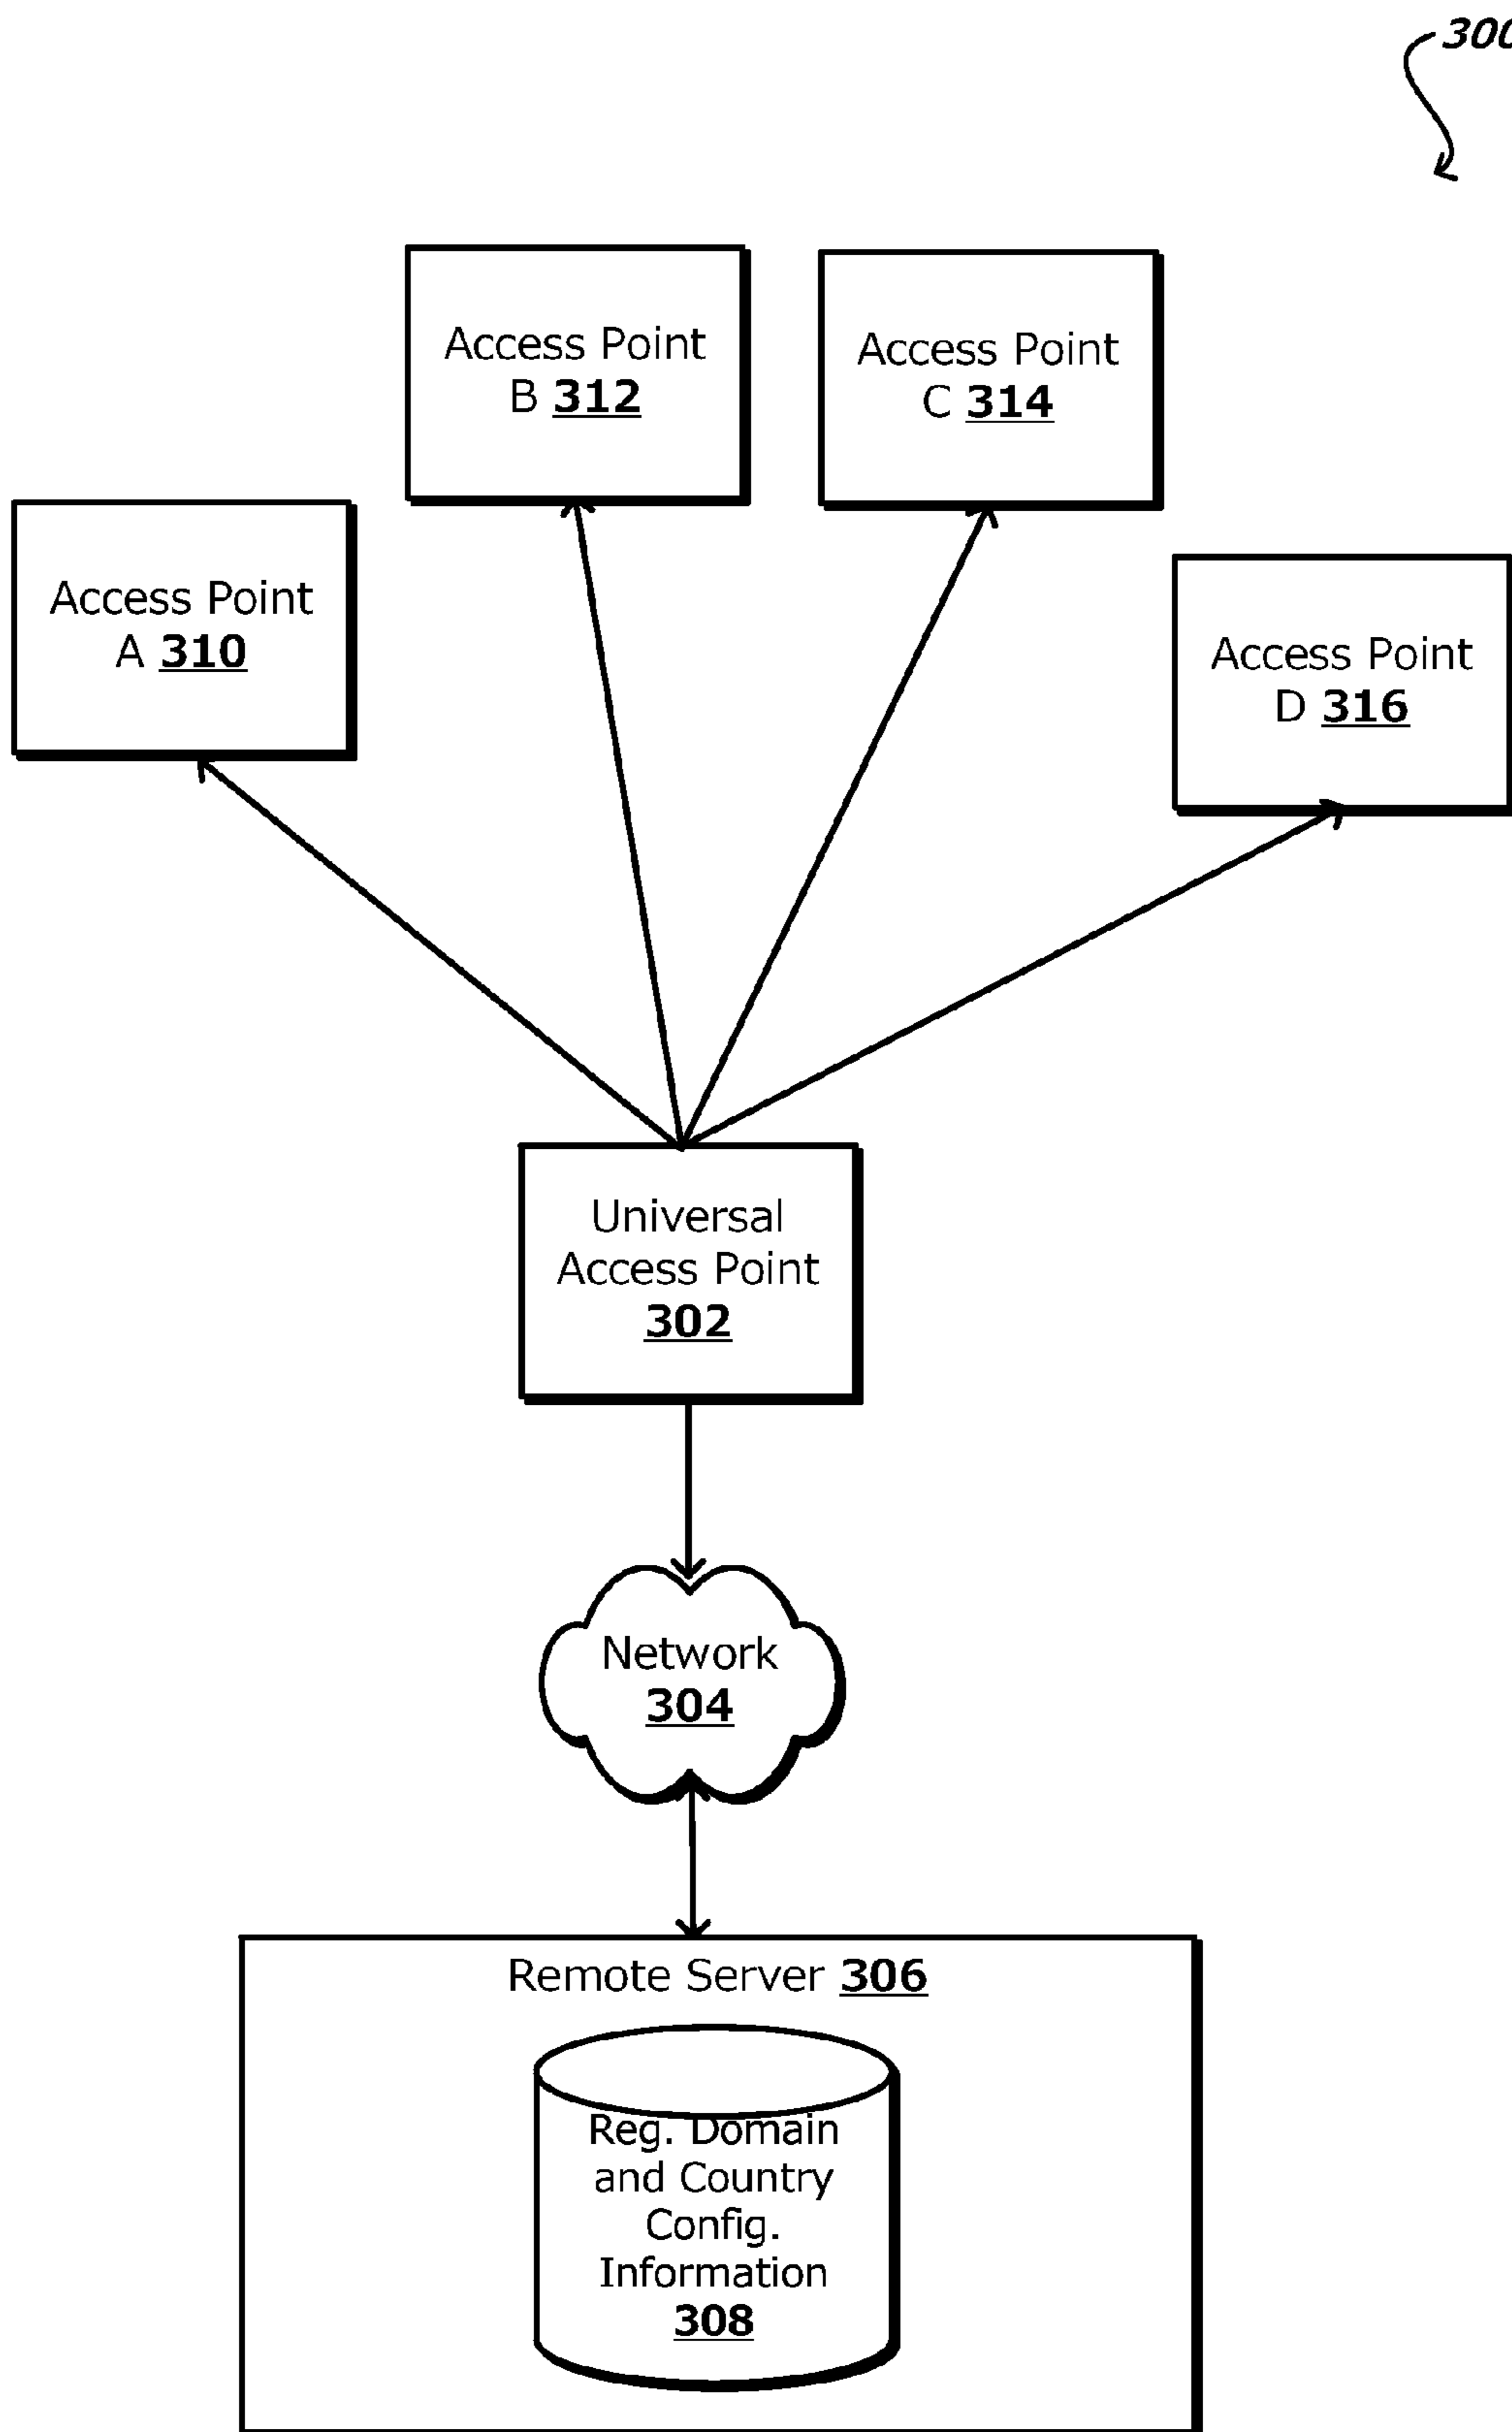 300
Access Point
B 312
Access Point
C 314
Access Point
A 310
Access Point
D 316
Universal
Access Point
302
Network
304
Remote Server 306
Reg. Domain
and Country
Config.
Information
308